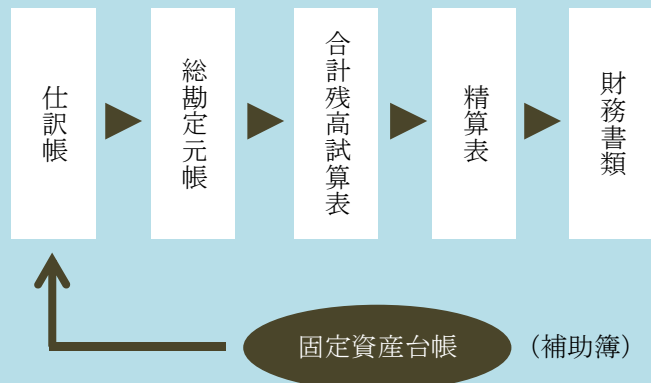 仕訳帳
総勘定元帳
合計残高試算表
精算表
財務書類
固定資産台帳
（補助簿）